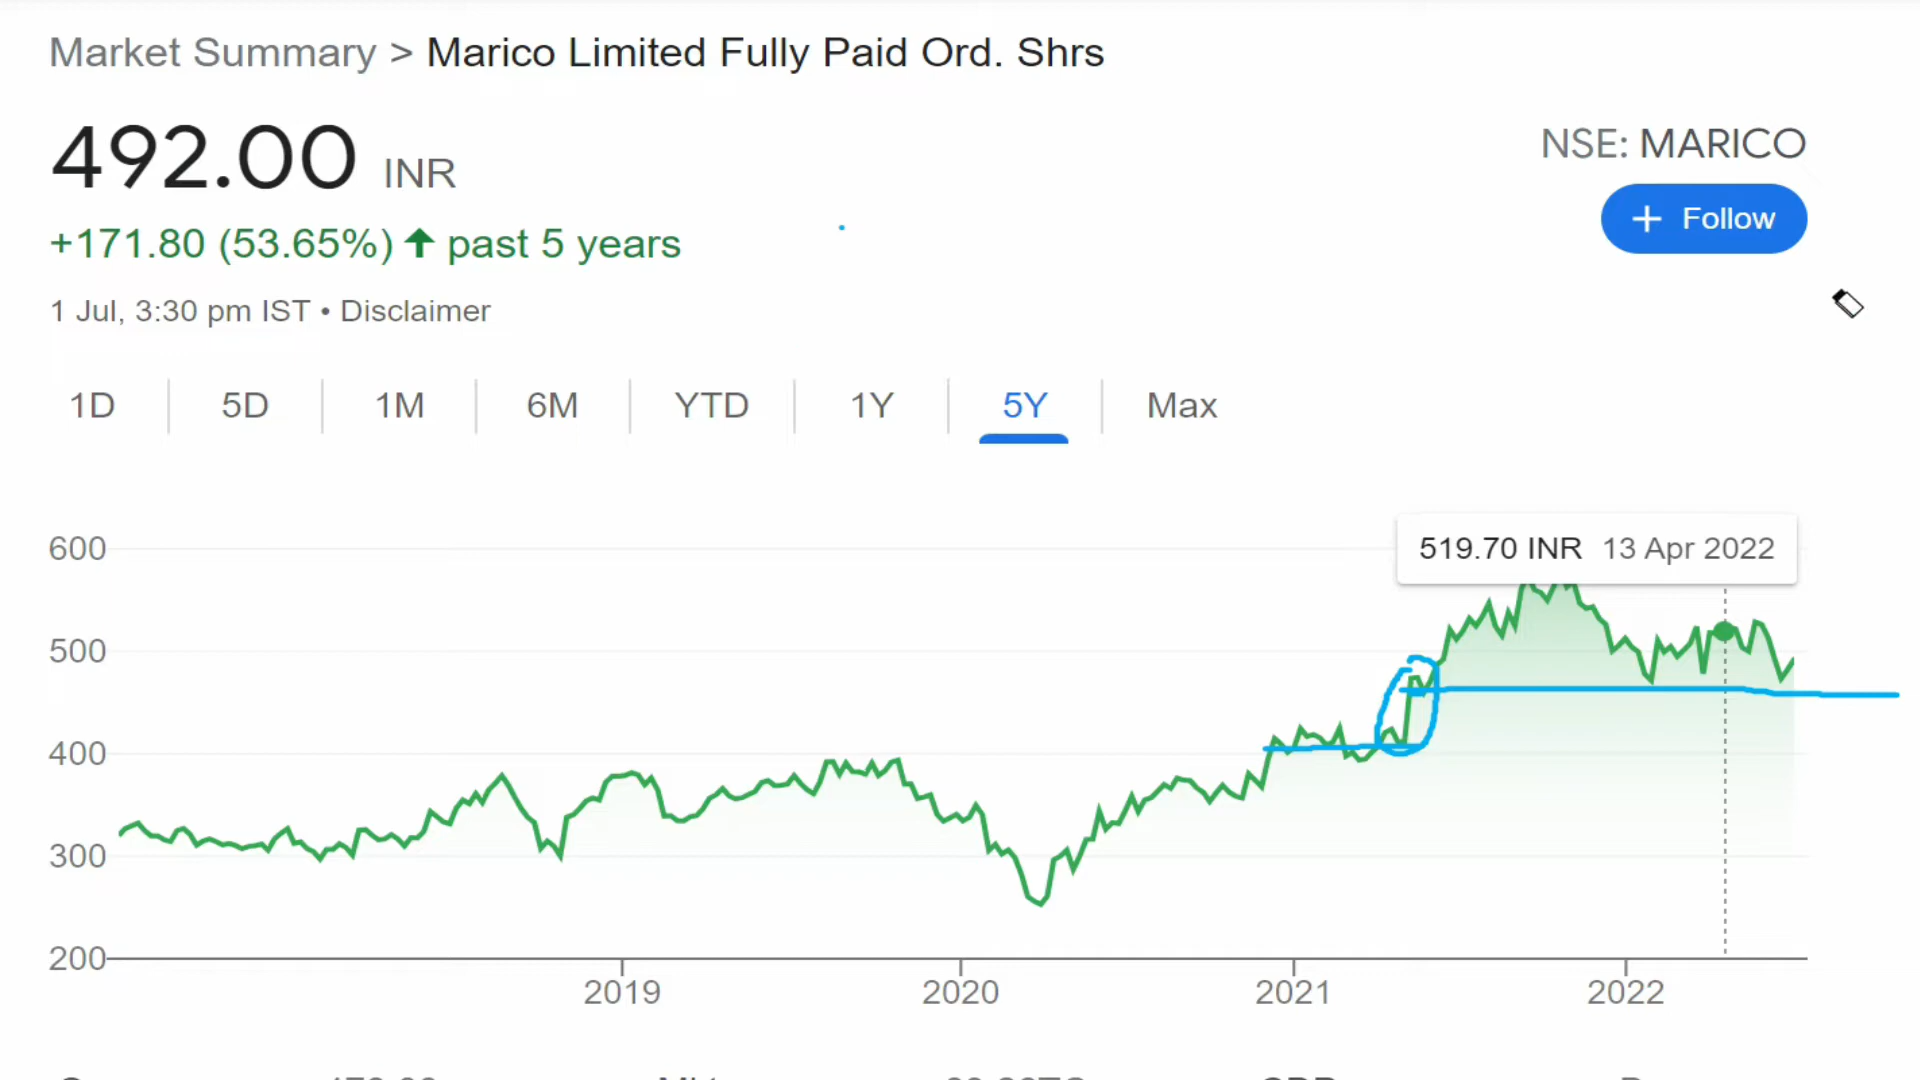 Market Summary > Marico Limited Fully Paid Ord. Shrs
492.00 INR
NSE: MARICO
+ Follow
+171.80 (53.65%) ↑ past 5 years
1 Jul, 3:30 pm IST • Disclaimer
1D 5D 1M 6M YTD 1Y 5Y Max
519.70 INR 13 Apr 2022
600
500
400
300
200
2019 2020 2021 2022